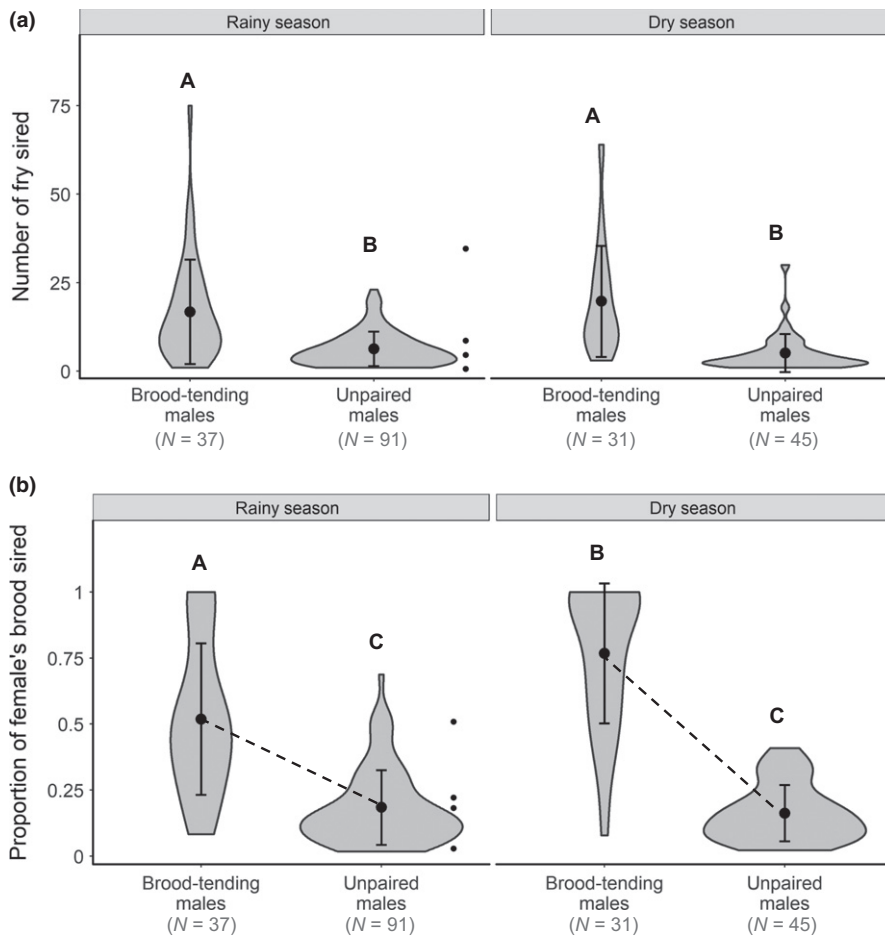 (a)
Rainy season
Dry season
Number of fry sired
75
50
25
0
A
B
A
B
Brood-tending
males
(N = 37)
Unpaired
males
(N = 91)
Brood-tending
males
(N = 31)
Unpaired
males
(N = 45)
(b)
Rainy season
Dry season
Proportion of female's brood sired
1
0.75
0.5
0.25
0
A
C
B
C
Brood-tending
males
(N = 37)
Unpaired
males
(N = 91)
Brood-tending
males
(N = 31)
Unpaired
males
(N = 45)